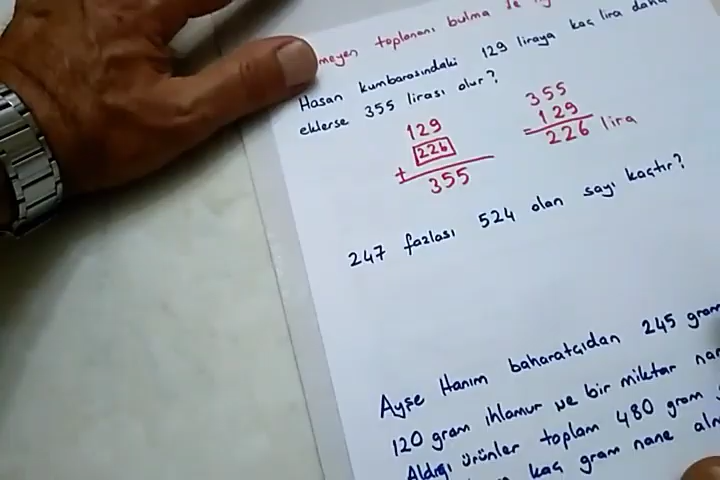 meyen toplananı bulma
Hasan kumbarasındaki 129 liraya kaç lira daha
eklerse 355 lirası olur?
129
226
+
355
355
129
=
226 lira
247 fazlası 524 olan sayı kaçtır?
Ayşe Hanım baharatçıdan 245 gram
120 gram ıhlamur ve bir miktar nan
Aldığı ürünler toplam 480 gram
kaç gram nane alm